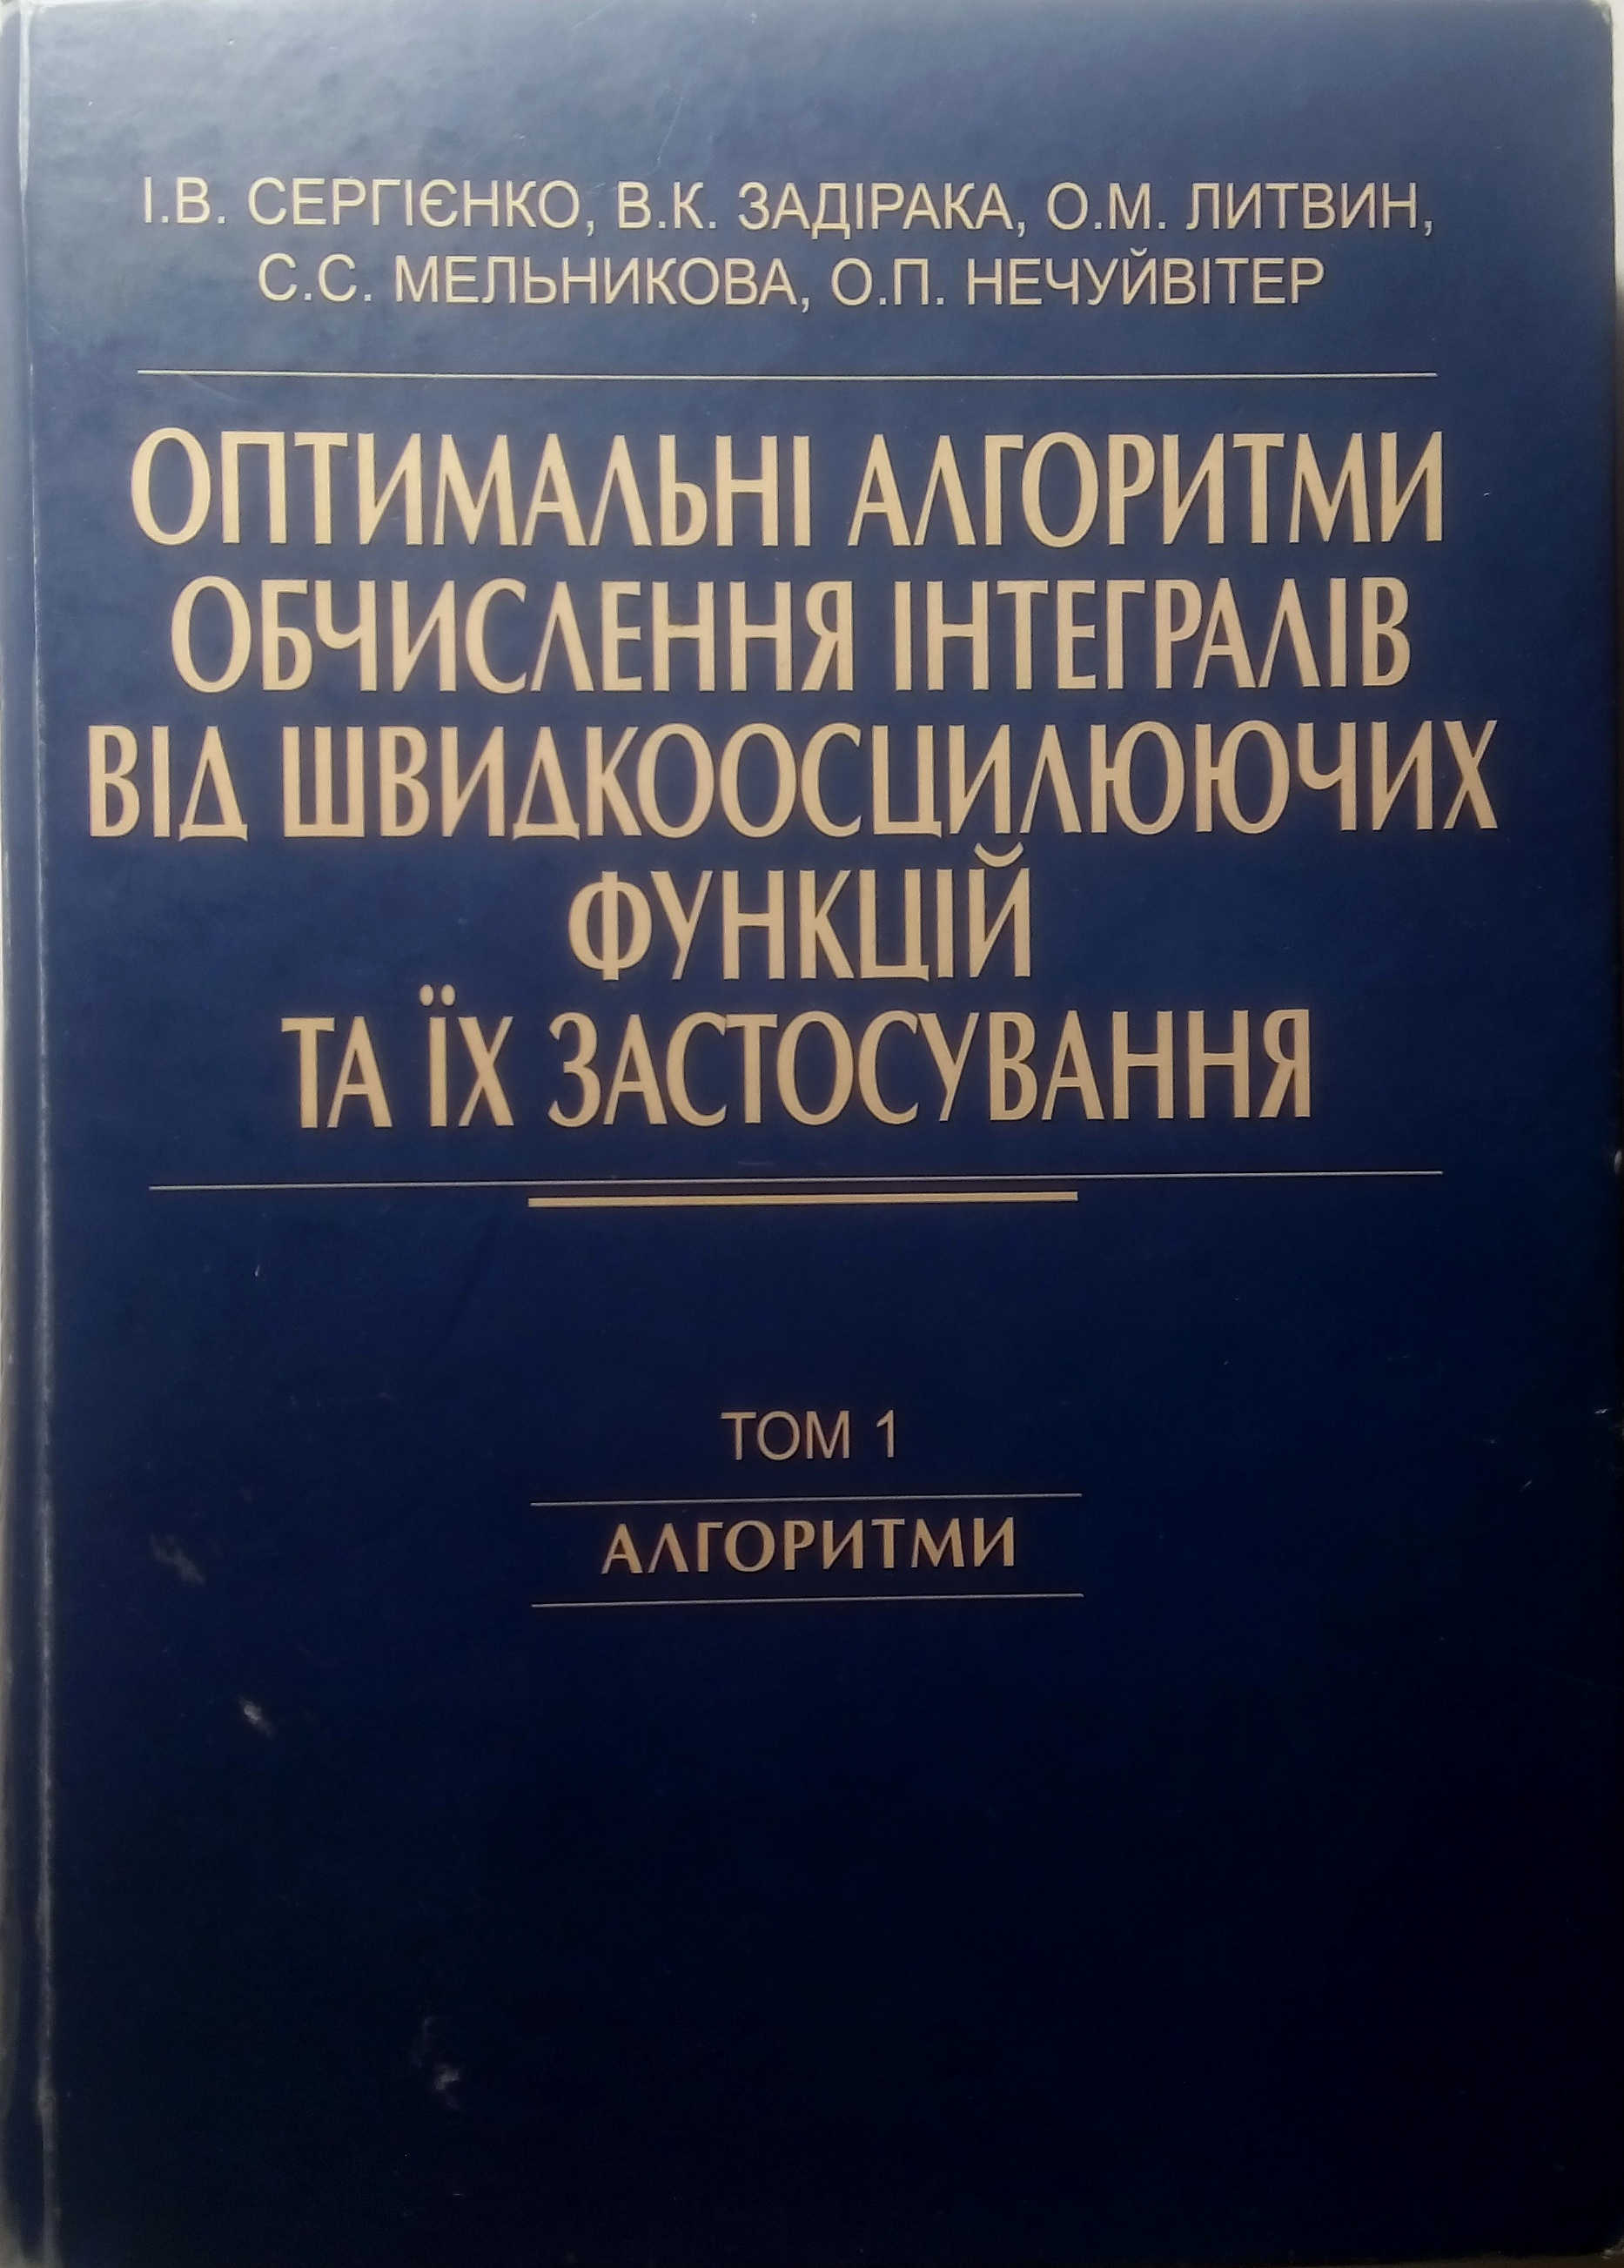 І.В. СЕРГІЄНКО, В.К. ЗАДІРАКА, О.М. ЛИТВИН,
С.С. МЕЛЬНИКОВА, О.П. НЕЧУЙВІТЕР
ОПТИМАЛЬНІ АЛГОРИТМИ
ОБЧИСЛЕННЯ ІНТЕГРАЛІВ
ВІД ШВИДКООСЦИЛЮЮЧИХ
ФУНКЦІЙ
ТА ЇХ ЗАСТОСУВАННЯ
ТОМ 1
АЛГОРИТМИ